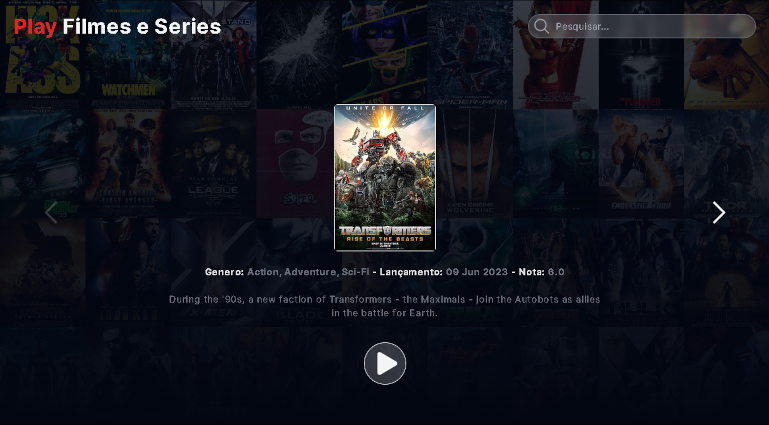 Play Filmes e Series
Pesquisar...
WATCHMEN
UNITE OR FALL
TRANSFORMERS
RISE OF THE BEASTS
Genero: Action, Adventure, Sci-Fi - Lançamento: 09 Jun 2023 - Nota: 6.0
During the '90s, a new faction of Transformers - the Maximals - join the Autobots as allies
in the battle for Earth.